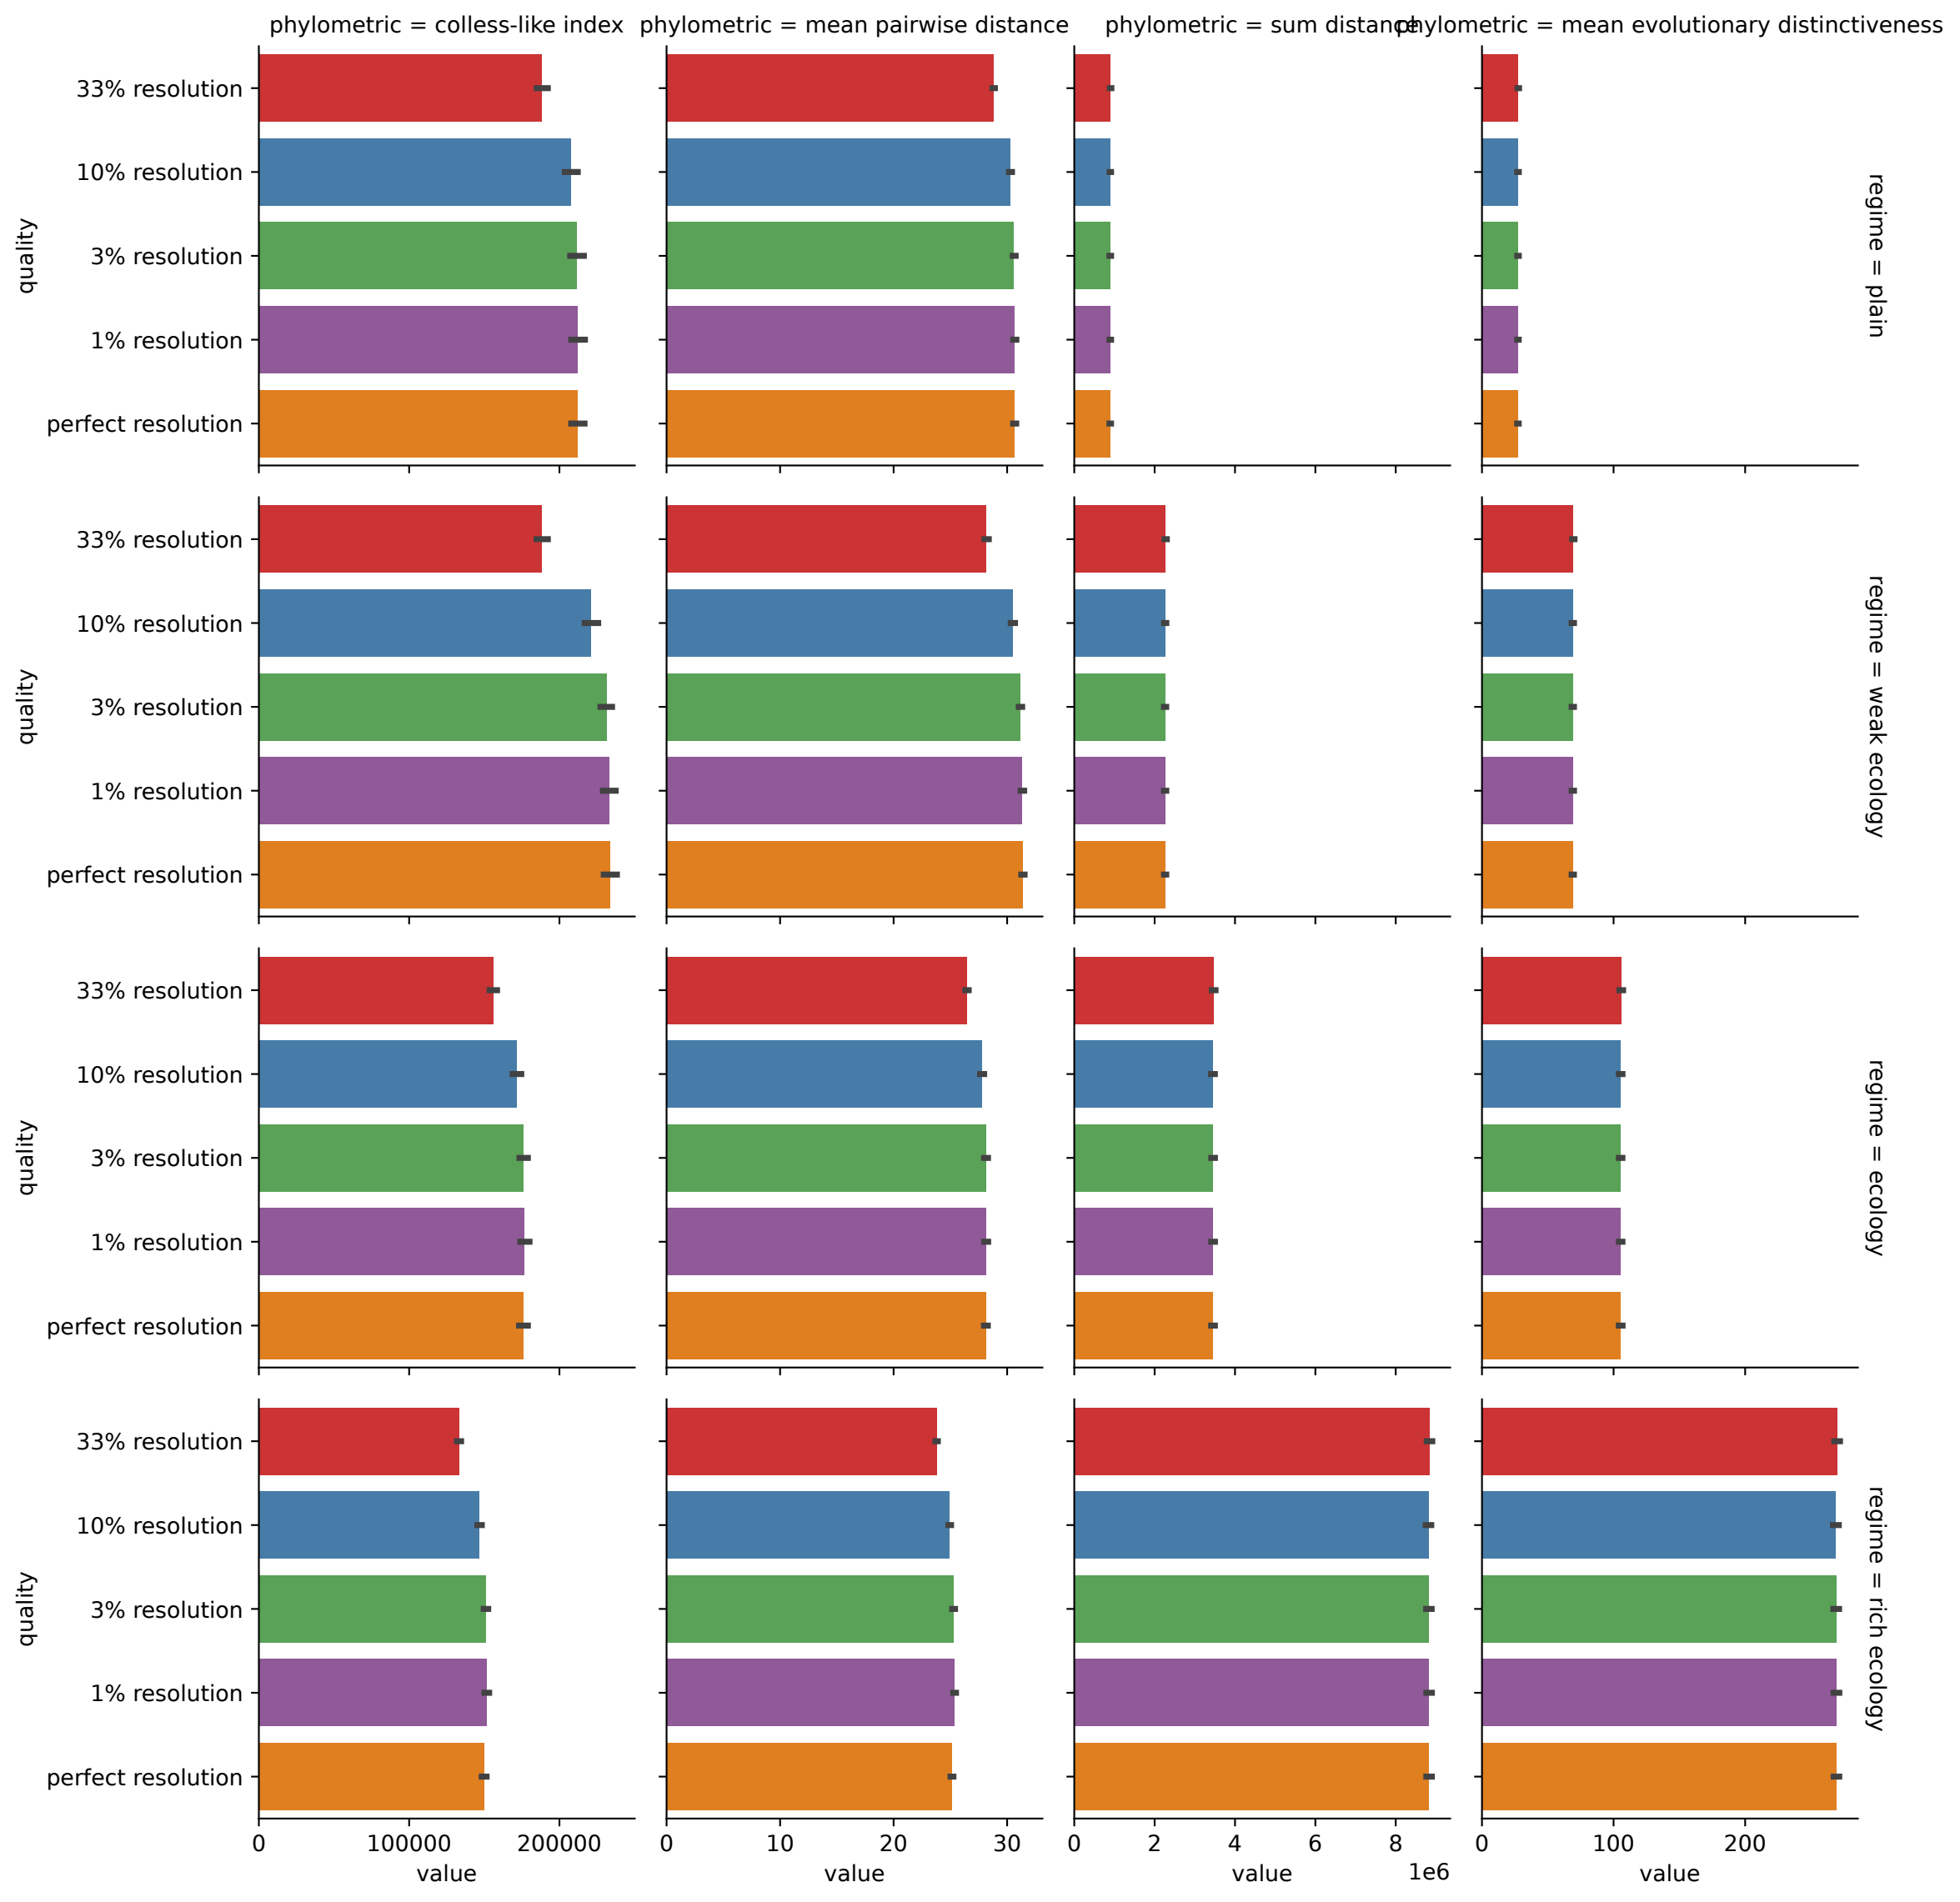 phylometric = colless-like index
phylometric = mean pairwise distance
phylometric = sum distance
phylometric = mean evolutionary distinctiveness
quality
33% resolution
10% resolution
3% resolution
1% resolution
perfect resolution
regime = plain
quality
33% resolution
10% resolution
3% resolution
1% resolution
perfect resolution
regime = weak ecology
quality
33% resolution
10% resolution
3% resolution
1% resolution
perfect resolution
regime = ecology
quality
33% resolution
10% resolution
3% resolution
1% resolution
perfect resolution
regime = rich ecology
0 100000 200000
value
0 10 20 30
value
0 2 4 6 8
1e6
value
0 100 200
value